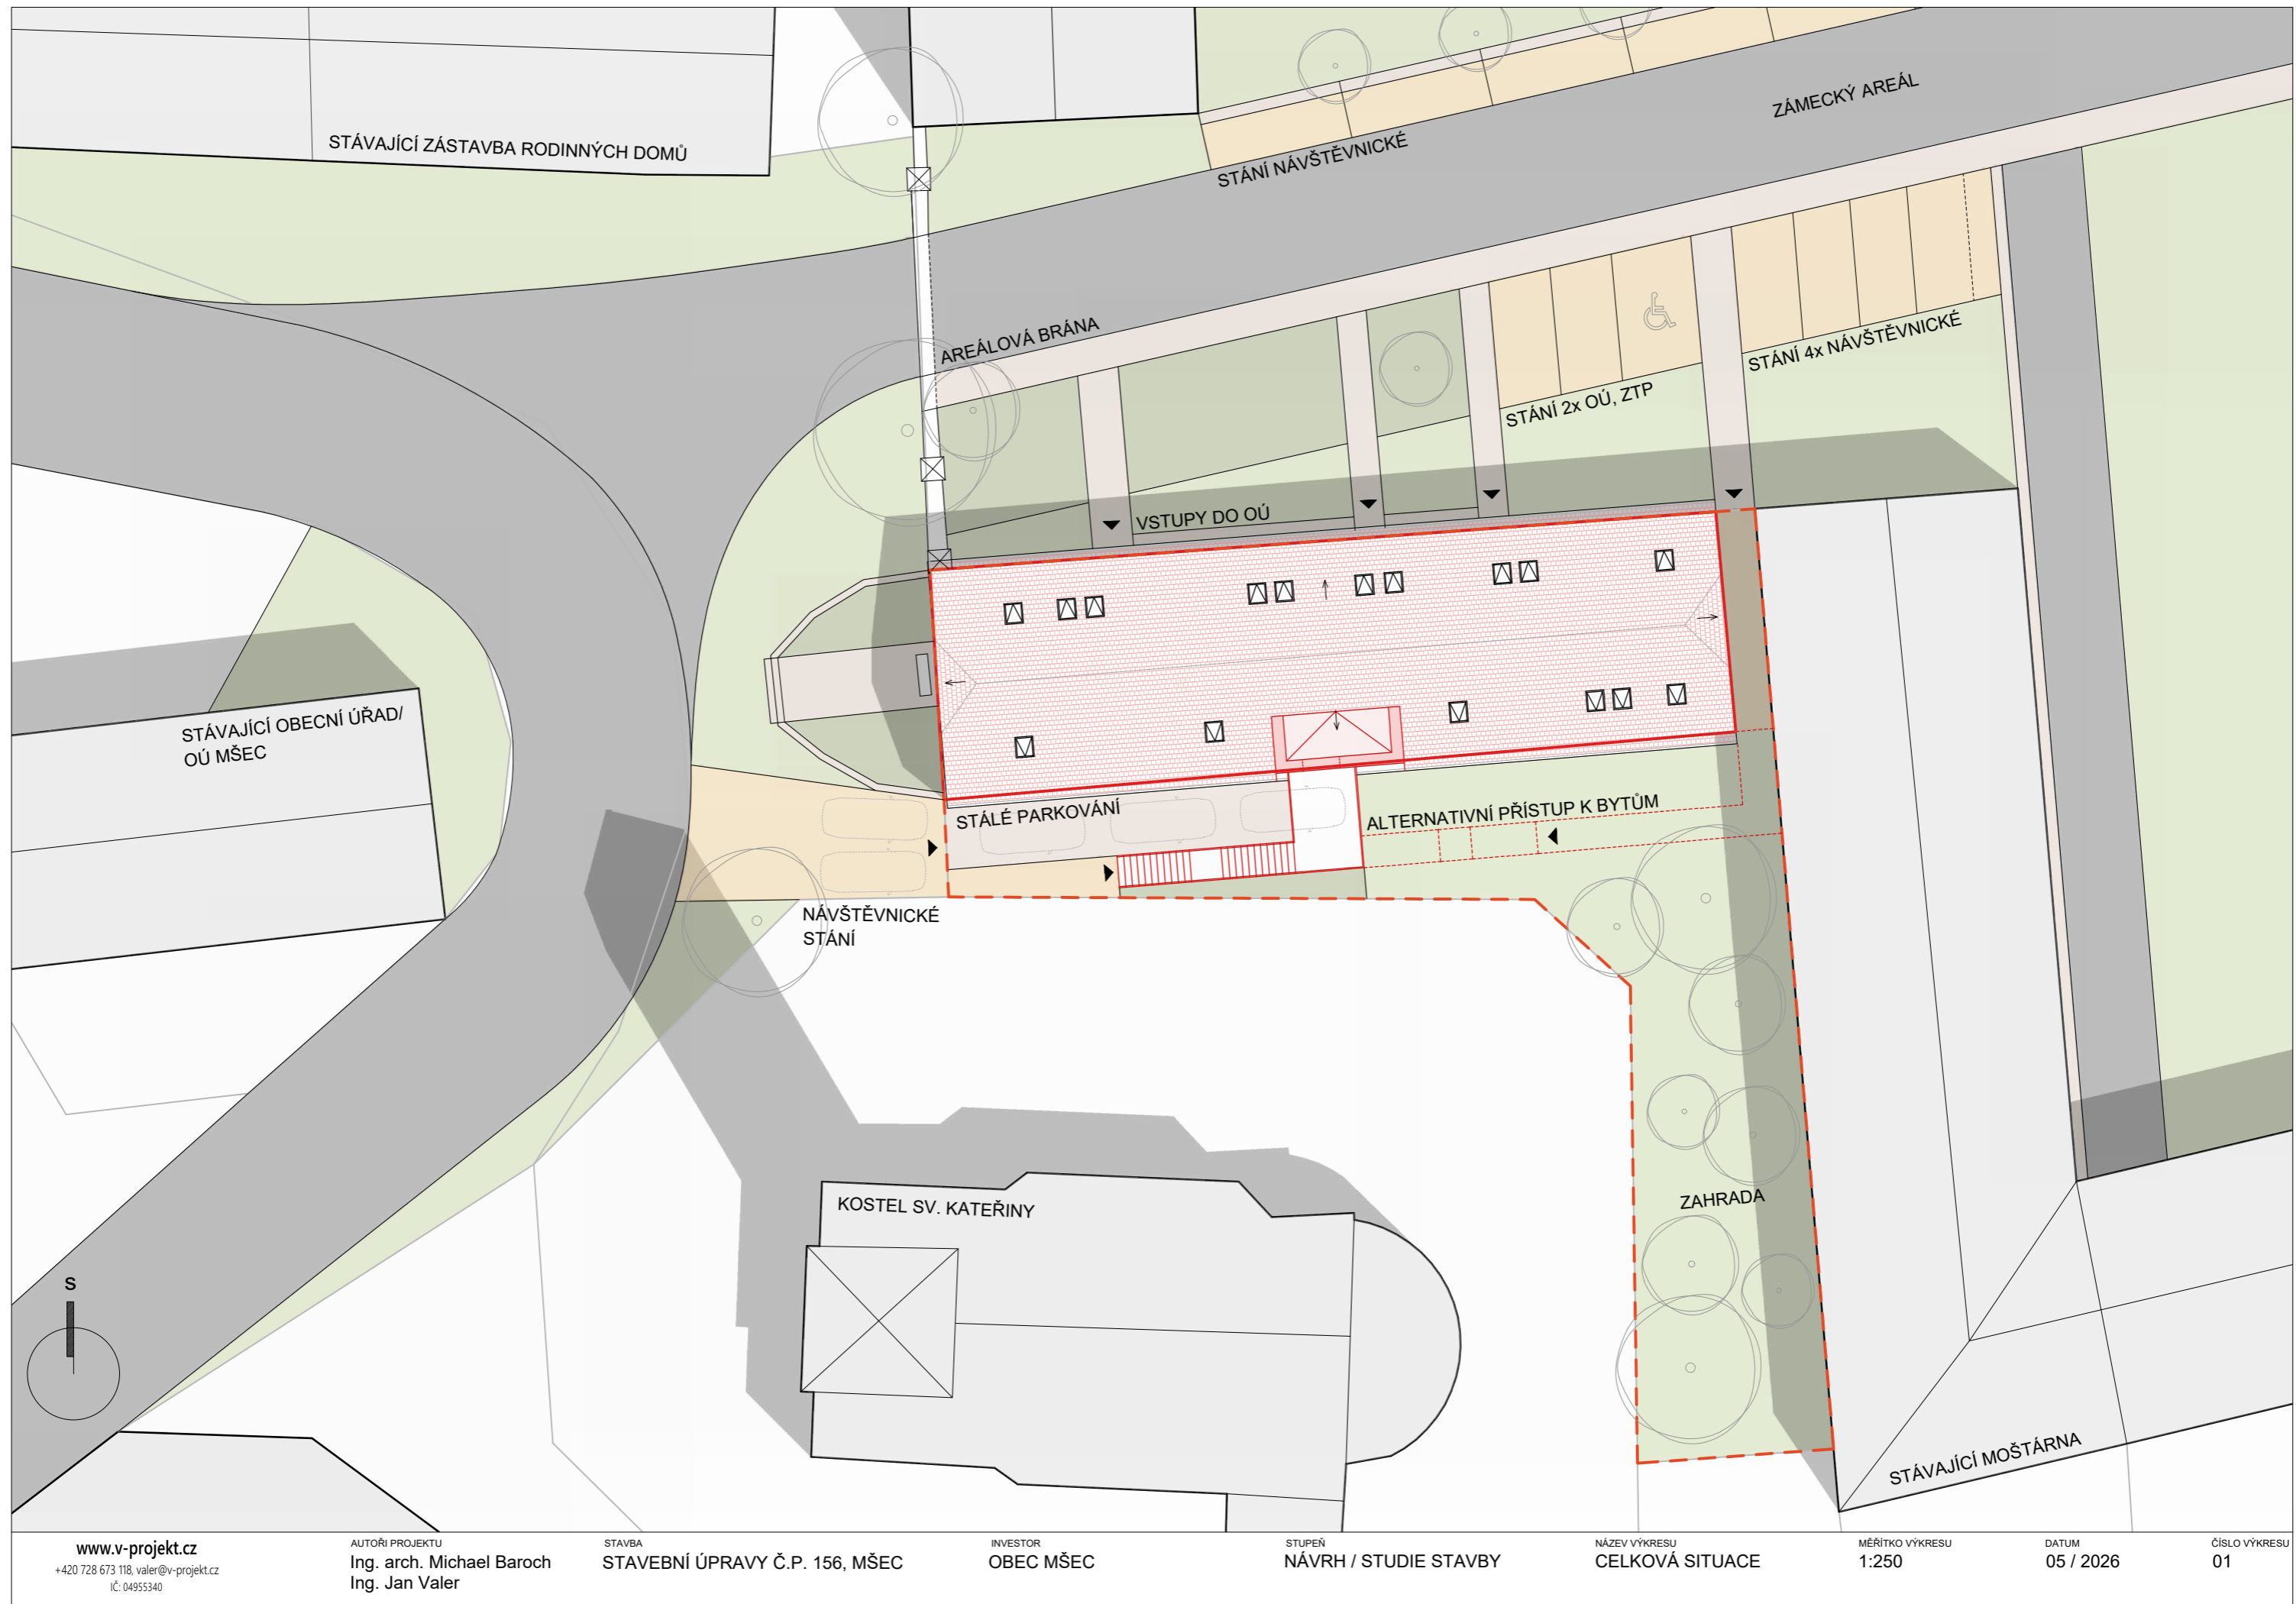 ZÁMECKÝ AREÁL
STÁVAJÍCÍ ZÁSTAVBA RODINNÝCH DOMŮ
STÁNÍ NÁVŠTĚVNICKÉ
AREÁLOVÁ BRÁNA
STÁNÍ 4x NÁVŠTĚVNICKÉ
STÁNÍ 2x OÚ, ZTP
VSTUPY DO OÚ
STÁVAJÍCÍ OBECNÍ ÚŘAD/
OÚ MŠEC
STÁLÉ PARKOVÁNÍ
ALTERNATIVNÍ PŘÍSTUP K BYTŮM
NÁVŠTĚVNICKÉ
STÁNÍ
KOSTEL SV. KATEŘINY
ZAHRADA
S
STÁVAJÍCÍ MOŠTÁRNA
www.v-projekt.cz
+420 728 673 118, valer@v-projekt.cz
IČ: 04955340
AUTOŘI PROJEKTU
Ing. arch. Michael Baroch
Ing. Jan Valer
STAVBA
STAVEBNÍ ÚPRAVY Č.P. 156, MŠEC
INVESTOR
OBEC MŠEC
STUPEŇ
NÁVRH / STUDIE STAVBY
NÁZEV VÝKRESU
CELKOVÁ SITUACE
MĚŘÍTKO VÝKRESU
1:250
DATUM
05 / 2026
ČÍSLO VÝKRESU
01